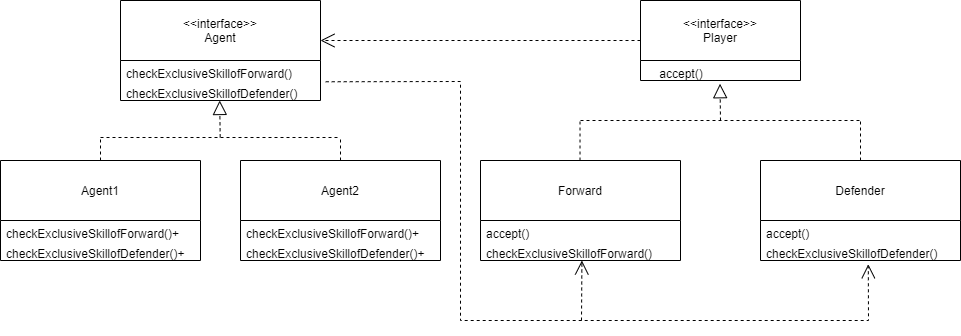 <<interface>>
Agent
checkExclusiveSkillofForward()
checkExclusiveSkillofDefender()
<<interface>>
Player
accept()
Agent1
checkExclusiveSkillofForward()+
checkExclusiveSkillofDefender()+
Agent2
checkExclusiveSkillofForward()+
checkExclusiveSkillofDefender()+
Forward
accept()
checkExclusiveSkillofForward()
Defender
accept()
checkExclusiveSkillofDefender()